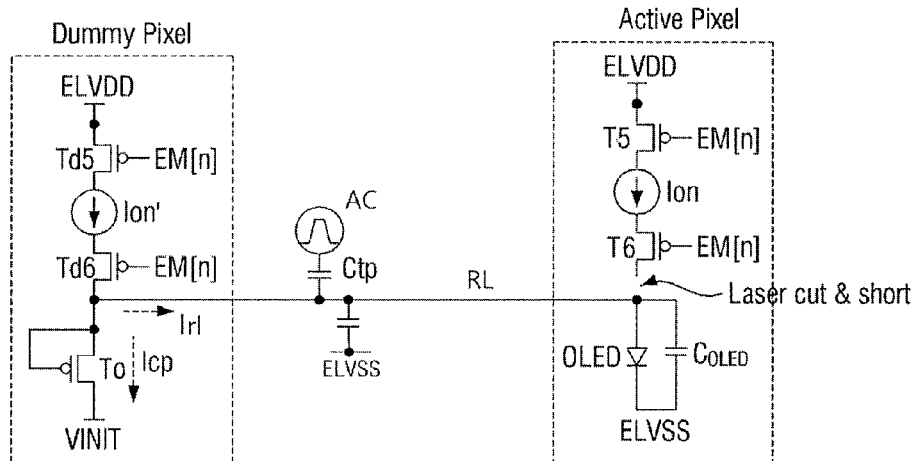 Dummy Pixel
Active Pixel
ELVDD
Td5
EM[n]
Ion'
Td6
EM[n]
Irl
To
Icp
VINIT
AC
Ctp
ELVSS
RL
ELVDD
T5
EM[n]
Ion
T6
EM[n]
Laser cut & short
OLED
COLED
ELVSS